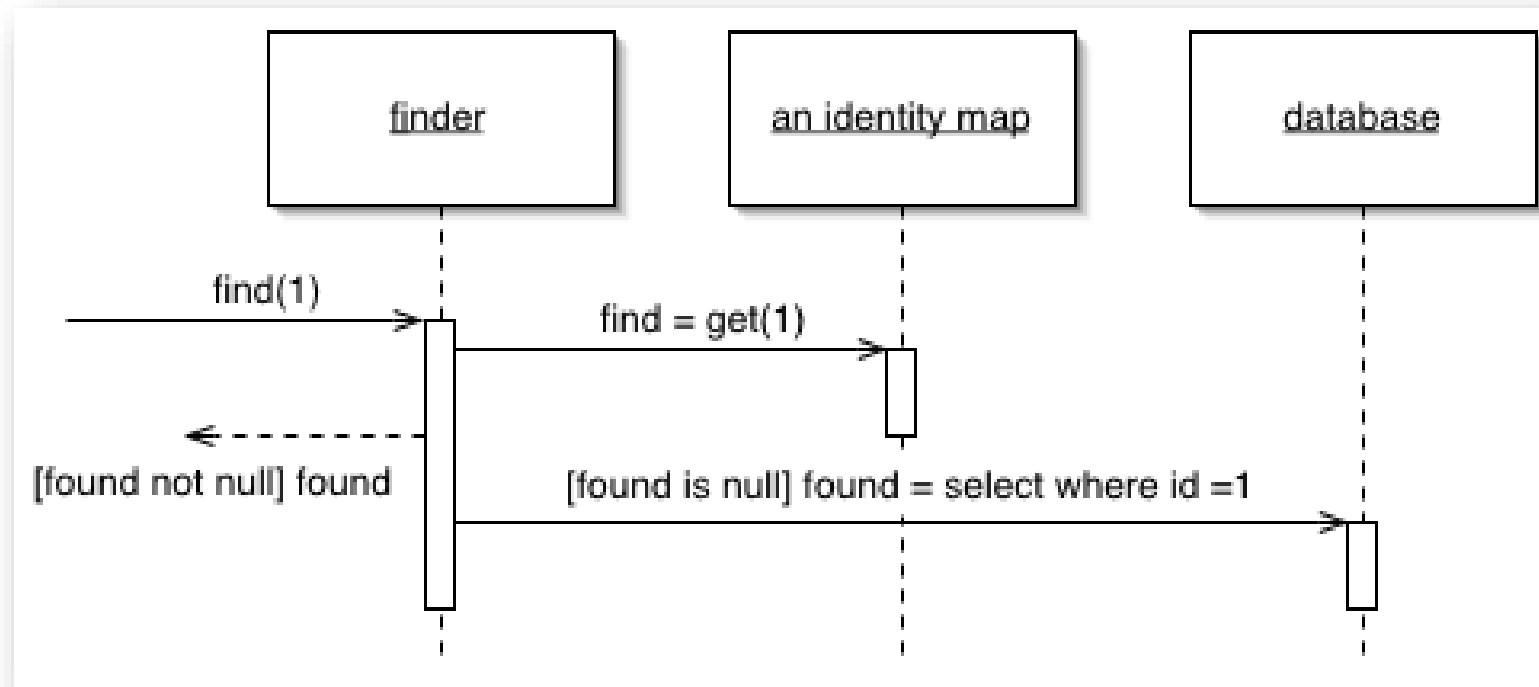 finder
an identity map
database
find(1)
find = get(1)
[found not null] found
[found is null] found = select where id =1